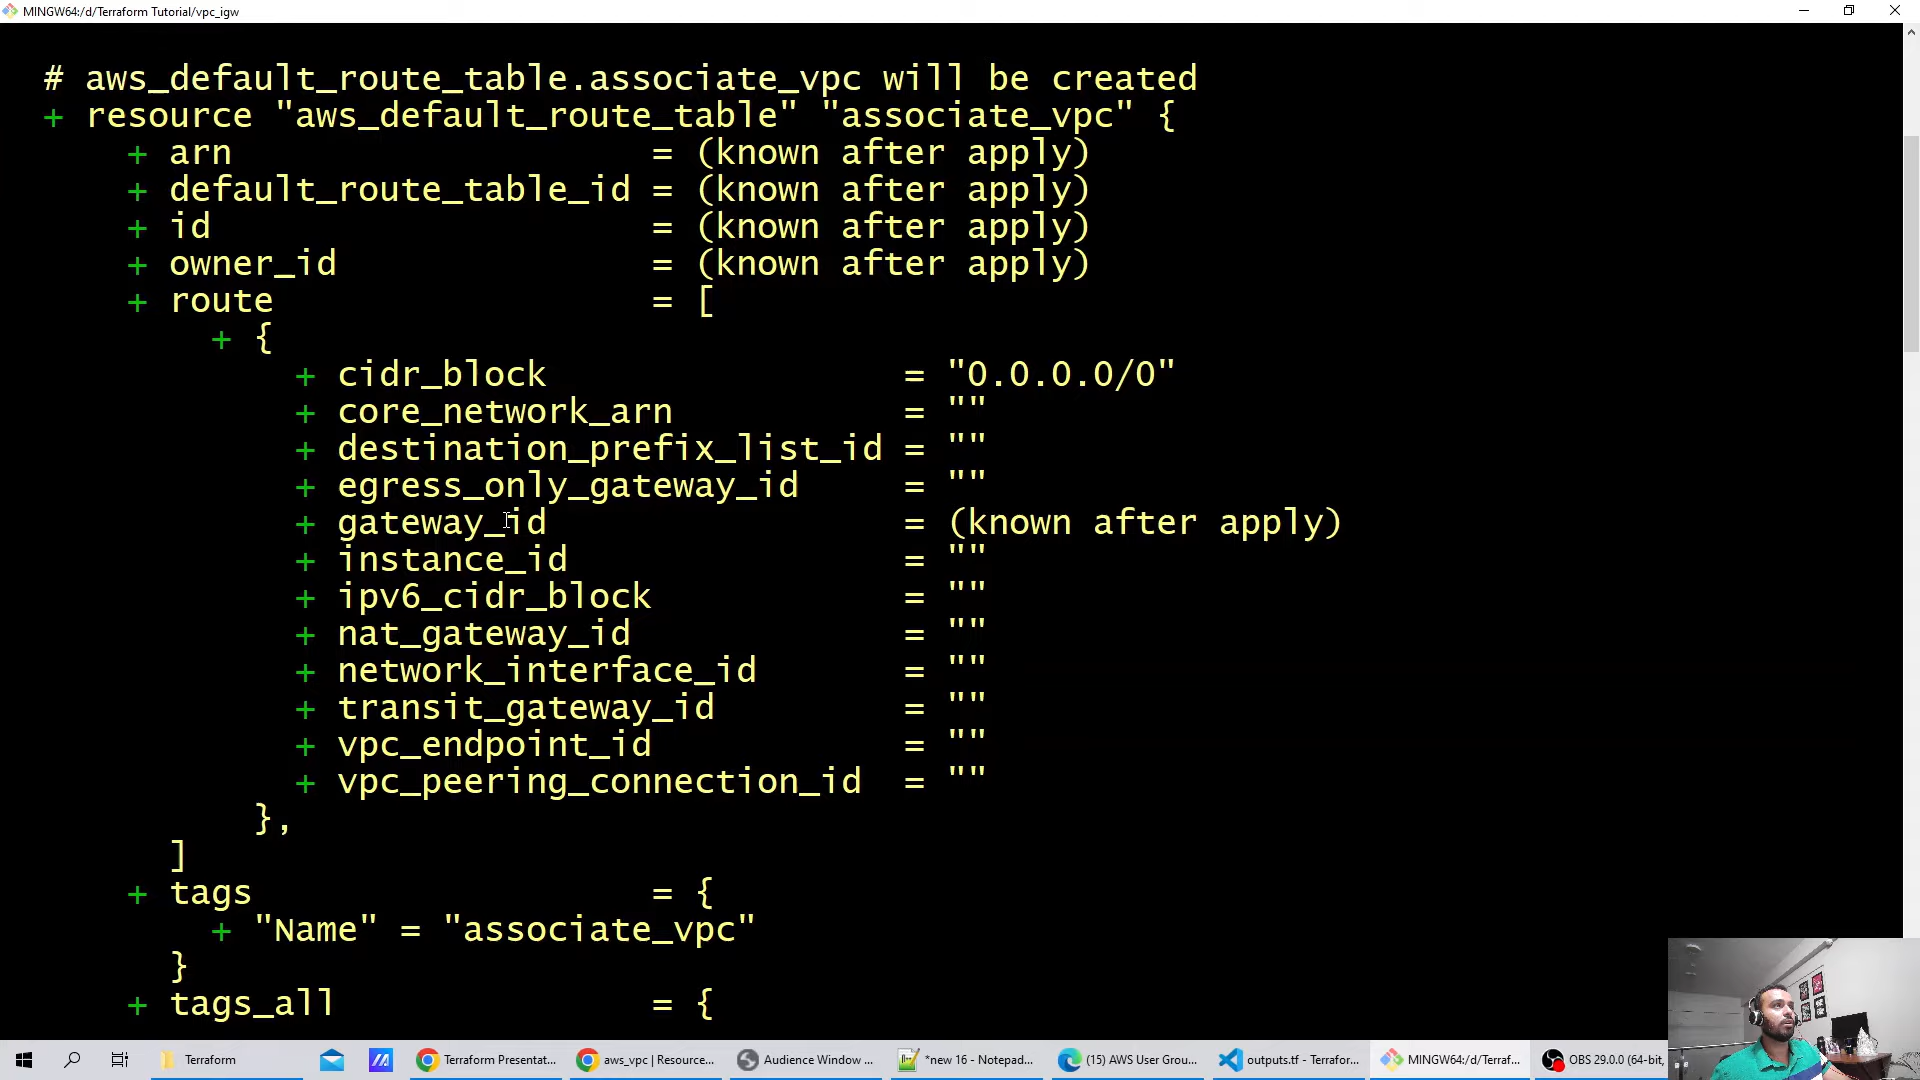 MINGW64:/d/Terraform Tutorial/vpc_igw
# aws_default_route_table.associate_vpc will be created
+ resource "aws_default_route_table" "associate_vpc" {
+ arn = (known after apply)
+ default_route_table_id = (known after apply)
+ id = (known after apply)
+ owner_id = (known after apply)
+ route = [
+ {
+ cidr_block = "0.0.0.0/0"
+ core_network_arn = ""
+ destination_prefix_list_id = ""
+ egress_only_gateway_id = ""
+ gateway_id = (known after apply)
+ instance_id = ""
+ ipv6_cidr_block = ""
+ nat_gateway_id = ""
+ network_interface_id = ""
+ transit_gateway_id = ""
+ vpc_endpoint_id = ""
+ vpc_peering_connection_id = ""
},
]
+ tags = {
+ "Name" = "associate_vpc"
}
+ tags_all = {
Terraform Terraform Presentat... aws_vpc | Resource... Audience Window ... *new 16 - Notepad... (15) AWS User Grou... outputs.tf - Terrafor... MINGW64:/d/Terraf... OBS 29.0.0 (64-bit,